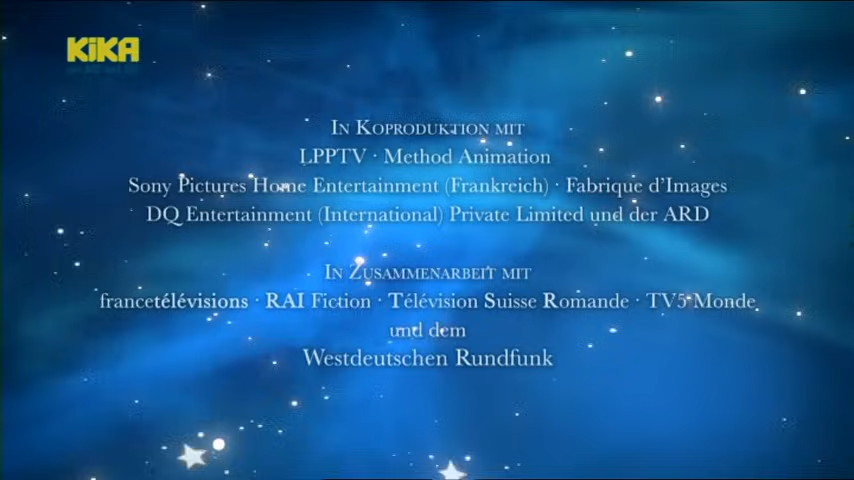 KiKA
In Koproduktion mit
LPPTV · Method Animation
Sony Pictures Home Entertainment (Frankreich) · Fabrique d'Images
DQ Entertainment (International) Private Limited und der ARD
In Zusammenarbeit mit
francetélévisions · RAI Fiction · Télévision Suisse Romande · TV5 Monde
und dem
Westdeutschen Rundfunk